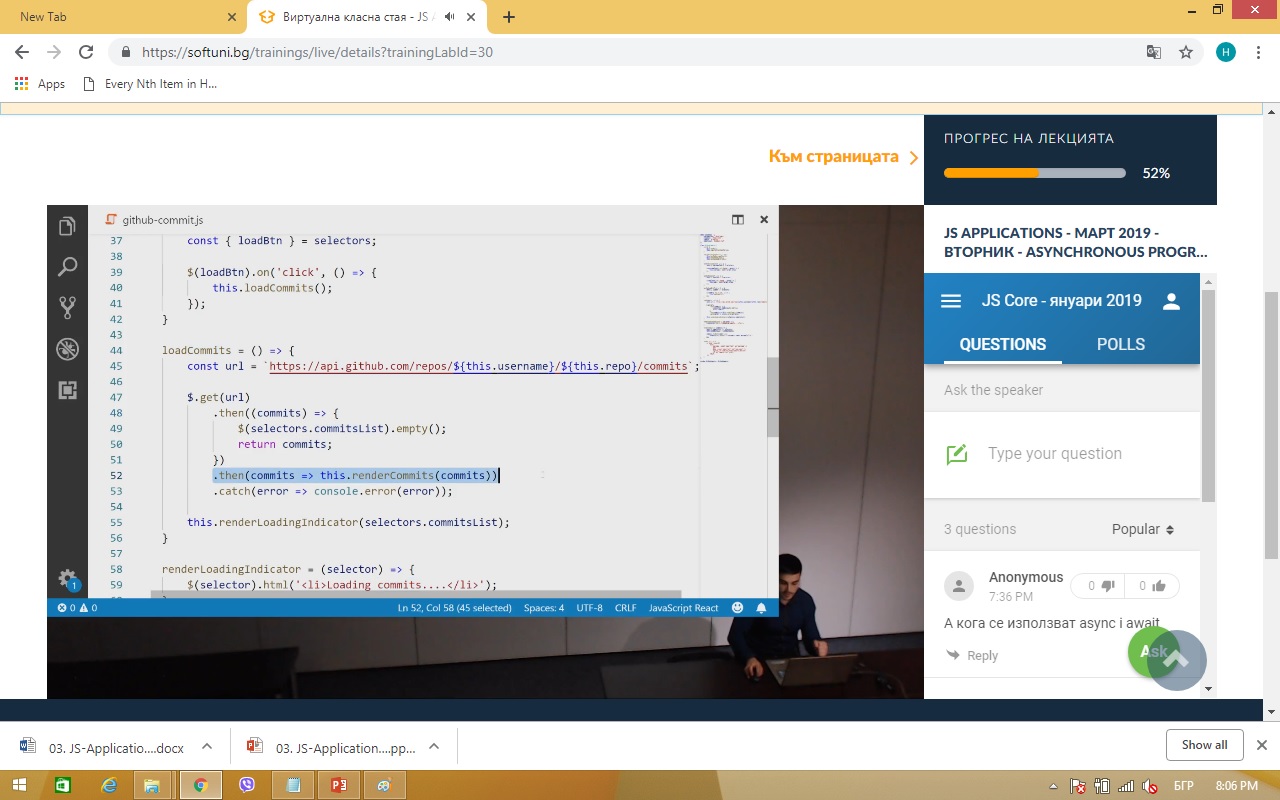 New Tab
Виртуална класна стая - JS A
https://softuni.bg/trainings/live/details?trainingLabId=30
H
Apps
Every Nth Item in H...
Към страницата
ПРОГРЕС НА ЛЕКЦИЯТА
52%
JS APPLICATIONS - МАРТ 2019 -
ВТОРНИК - ASYNCHRONOUS PROGR...
JS Core - януари 2019
QUESTIONS
POLLS
Ask the speaker
Type your question
3 questions
Popular
Anonymous
7:36 PM
0
0
А кога се използват async i await
Reply
Ask
github-commit.js
37 const { loadBtn } = selectors;
38
39 $(loadBtn).on('click', () => {
40 this.loadCommits();
41 });
42 }
43
44 loadCommits = () => {
45 const url = `https://api.github.com/repos/${this.username}/${this.repo}/commits`;
46
47 $.get(url)
48 .then((commits) => {
49 $(selectors.commitsList).empty();
50 return commits;
51 })
52 .then(commits => this.renderCommits(commits))
53 .catch(error => console.error(error));
54
55 this.renderLoadingIndicator(selectors.commitsList);
56 }
57
58 renderLoadingIndicator = (selector) => {
59 $(selector).html('<li>Loading commits....</li>');
1
0 0
Ln 52, Col 58 (45 selected)
Spaces: 4
UTF-8
CRLF
JavaScript React
03. JS-Applicatio....docx
03. JS-Application....pp...
Show all
БГР
8:06 PM